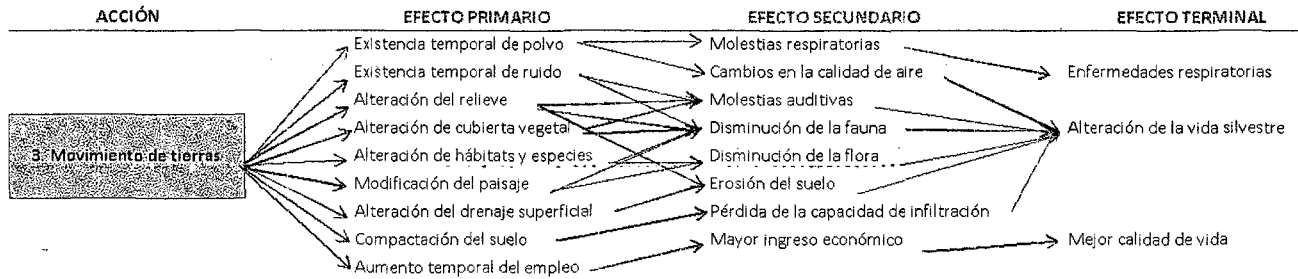 ACCIÓN EFECTO PRIMARIO EFECTO SECUNDARIO EFECTO TERMINAL
Existencia temporal de polvo Molestias respiratorias
Existencia temporal de ruido Cambios en la calidad de aire Enfermedades respiratorias
Alteración del relieve Molestias auditivas
Alteración de cubierta vegetal Disminución de la fauna Alteración de la vida silvestre
3. Movimiento de tierras Alteración de hábitats y especies Disminución de la flora
Modificación del paisaje Erosión del suelo
Alteración del drenaje superficial Pérdida de la capacidad de infiltración
Compactación del suelo Mayor ingreso económico Mejor calidad de vida
Aumento temporal del empleo